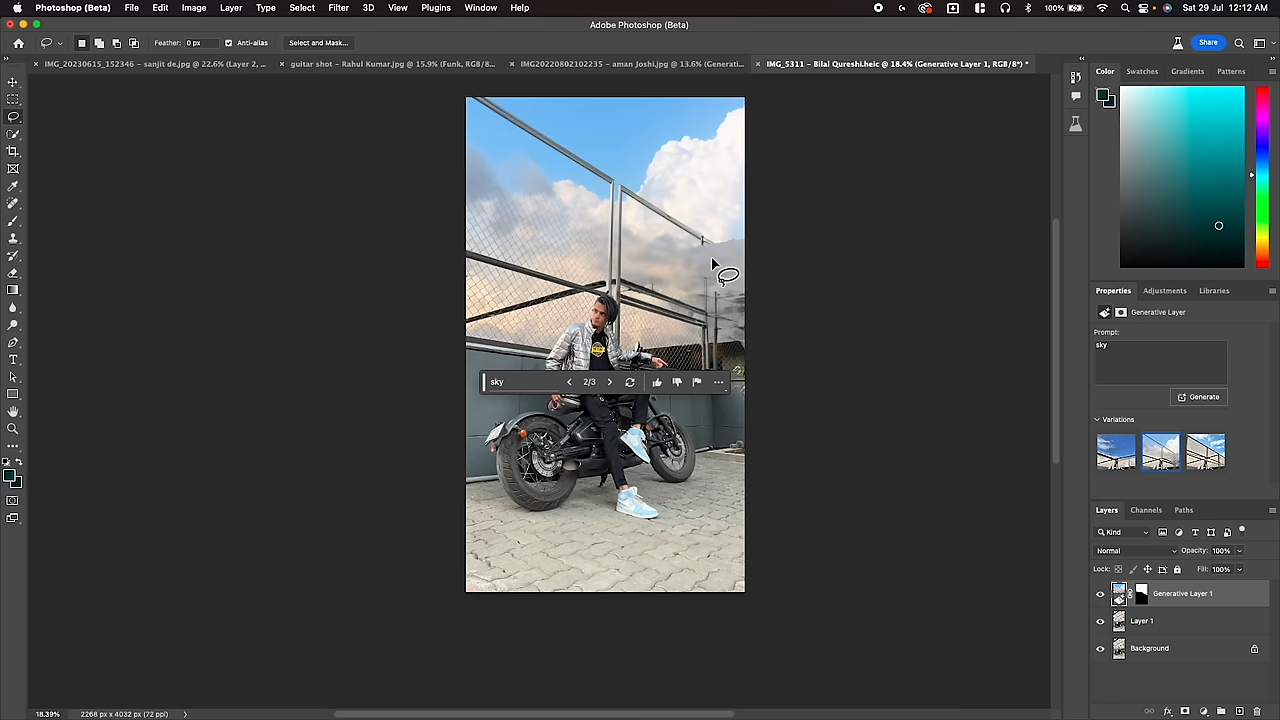 Photoshop (Beta) File Edit Image Layer Type Select Filter 3D View Plugins Window Help 100% Sat 29 Jul 12:12 AM
Adobe Photoshop (Beta)
Feather: 0 px Anti-alias Select and Mask... Share
IMG_20230615_152346 - sanjit de.jpg @ 22.6% (Layer 2, ... guitar shot - Rahul Kumar.jpg @ 15.9% (Funk, RGB/8... IMG20220802102235 - aman Joshi.jpg @ 13.6% (Generati... IMG_5311 - Bilal Qureshi.heic @ 18.4% (Generative Layer 1, RGB/8*) *
Color Swatches Gradients Patterns
Properties Adjustments Libraries
Generative Layer
Prompt:
sky
Generate
Variations
sky 2/3
Layers Channels Paths
Kind
Normal Opacity: 100%
Lock: Fill: 100%
Generative Layer 1
Layer 1
Background
18.39% 2268 px x 4032 px (72 ppi)